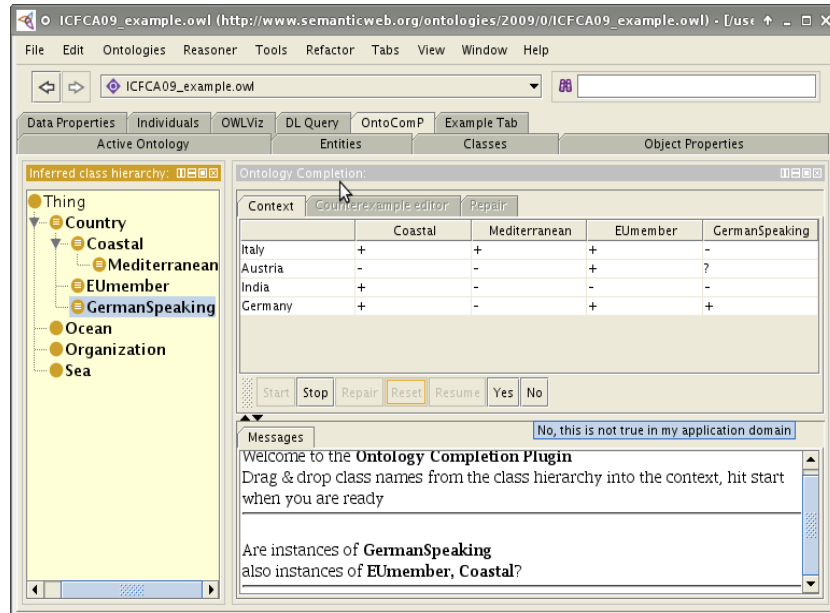 ICFCA09_example.owl (http://www.semanticweb.org/ontologies/2009/0/ICFCA09_example.owl) - [/use
File Edit Ontologies Reasoner Tools Refactor Tabs View Window Help
ICFCA09_example.owl
Data Properties Individuals OWLViz DL Query OntoComP Example Tab
Active Ontology Entities Classes Object Properties
Inferred class hierarchy:
Thing
Country
Coastal
Mediterranean
EUmember
GermanSpeaking
Ocean
Organization
Sea
Ontology Completion:
Context Counterexample editor Repair
Coastal Mediterranean EUmember GermanSpeaking
Italy + + + -
Austria - - + ?
India + - - -
Germany + - + +
Start Stop Repair Reset Resume Yes No
No, this is not true in my application domain
Messages
Welcome to the Ontology Completion Plugin
Drag & drop class names from the class hierarchy into the context, hit start
when you are ready
Are instances of GermanSpeaking
also instances of EUmember, Coastal?